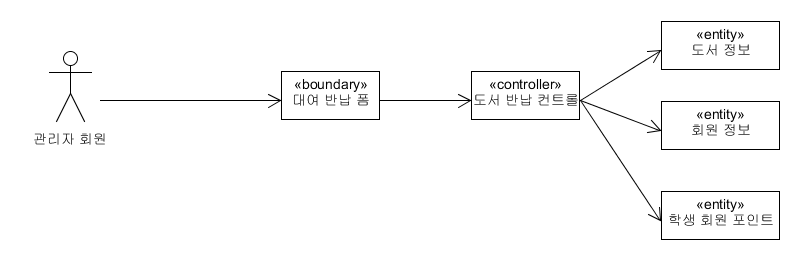 관리자 회원
«boundary»
대여 반납 폼
«controller»
도서 반납 컨트롤
«entity»
도서 정보
«entity»
회원 정보
«entity»
학생 회원 포인트